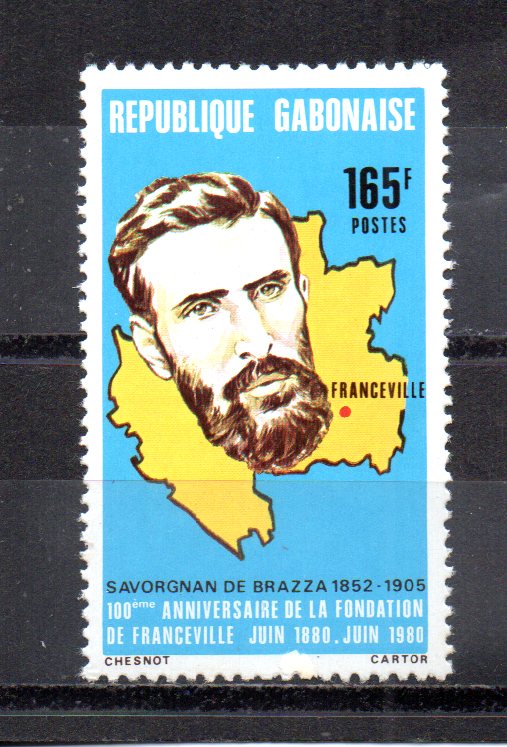 REPUBLIQUE GABONAISE
165F
POSTES
FRANCEVILLE
SAVORGNAN DE BRAZZA 1852-1905
100ème ANNIVERSAIRE DE LA FONDATION
DE FRANCEVILLE JUIN 1880. JUIN 1980
CHESNOT CARTOR